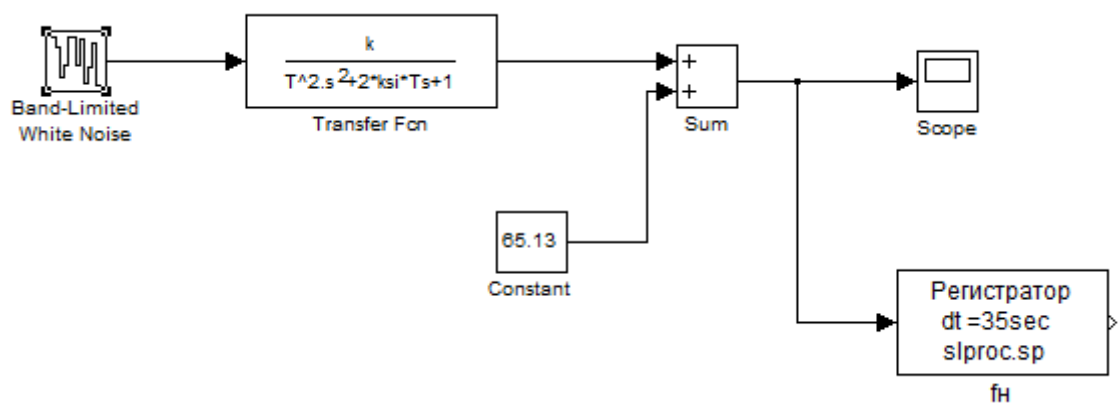 k
T^2.s²+2*ksi*Ts+1
Band-Limited
White Noise
Transfer Fcn
+
+
Sum
Scope
65.13
Constant
Регистратор
dt =35sec
slproc.sp
fн